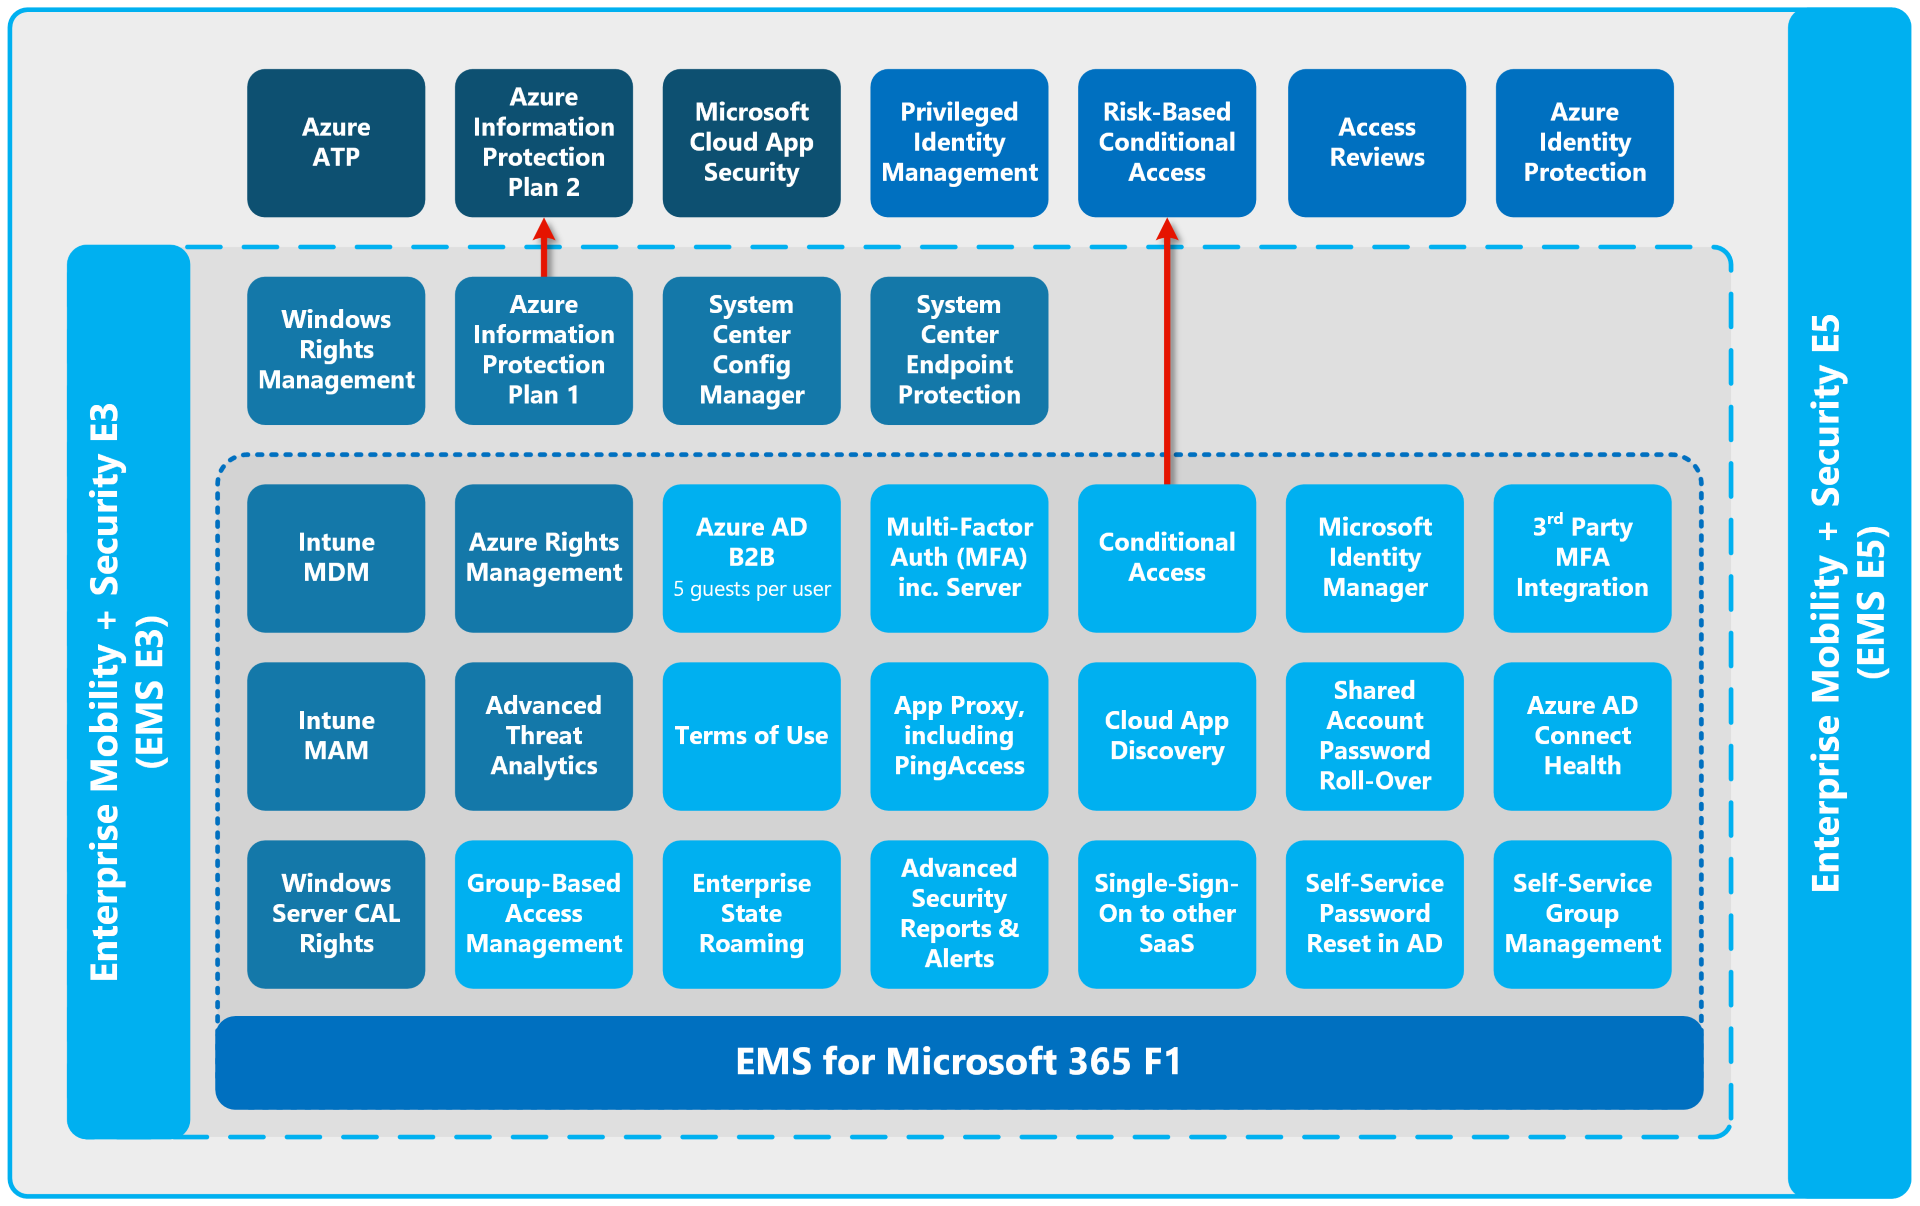 Azure
ATP
Azure
Information
Protection
Plan 2
Microsoft
Cloud App
Security
Privileged
Identity
Management
Risk-Based
Conditional
Access
Access
Reviews
Azure
Identity
Protection
Windows
Rights
Management
Azure
Information
Protection
Plan 1
System
Center
Config
Manager
System
Center
Endpoint
Protection
Intune
MDM
Azure Rights
Management
Azure AD
B2B
5 guests per user
Multi-Factor
Auth (MFA)
inc. Server
Conditional
Access
Microsoft
Identity
Manager
3rd Party
MFA
Integration
Intune
MAM
Advanced
Threat
Analytics
Terms of Use
App Proxy,
including
PingAccess
Cloud App
Discovery
Shared
Account
Password
Roll-Over
Azure AD
Connect
Health
Windows
Server CAL
Rights
Group-Based
Access
Management
Enterprise
State
Roaming
Advanced
Security
Reports &
Alerts
Single-Sign-
On to other
SaaS
Self-Service
Password
Reset in AD
Self-Service
Group
Management
EMS for Microsoft 365 F1
Enterprise Mobility + Security E3
(EMS E3)
Enterprise Mobility + Security E5
(EMS E5)